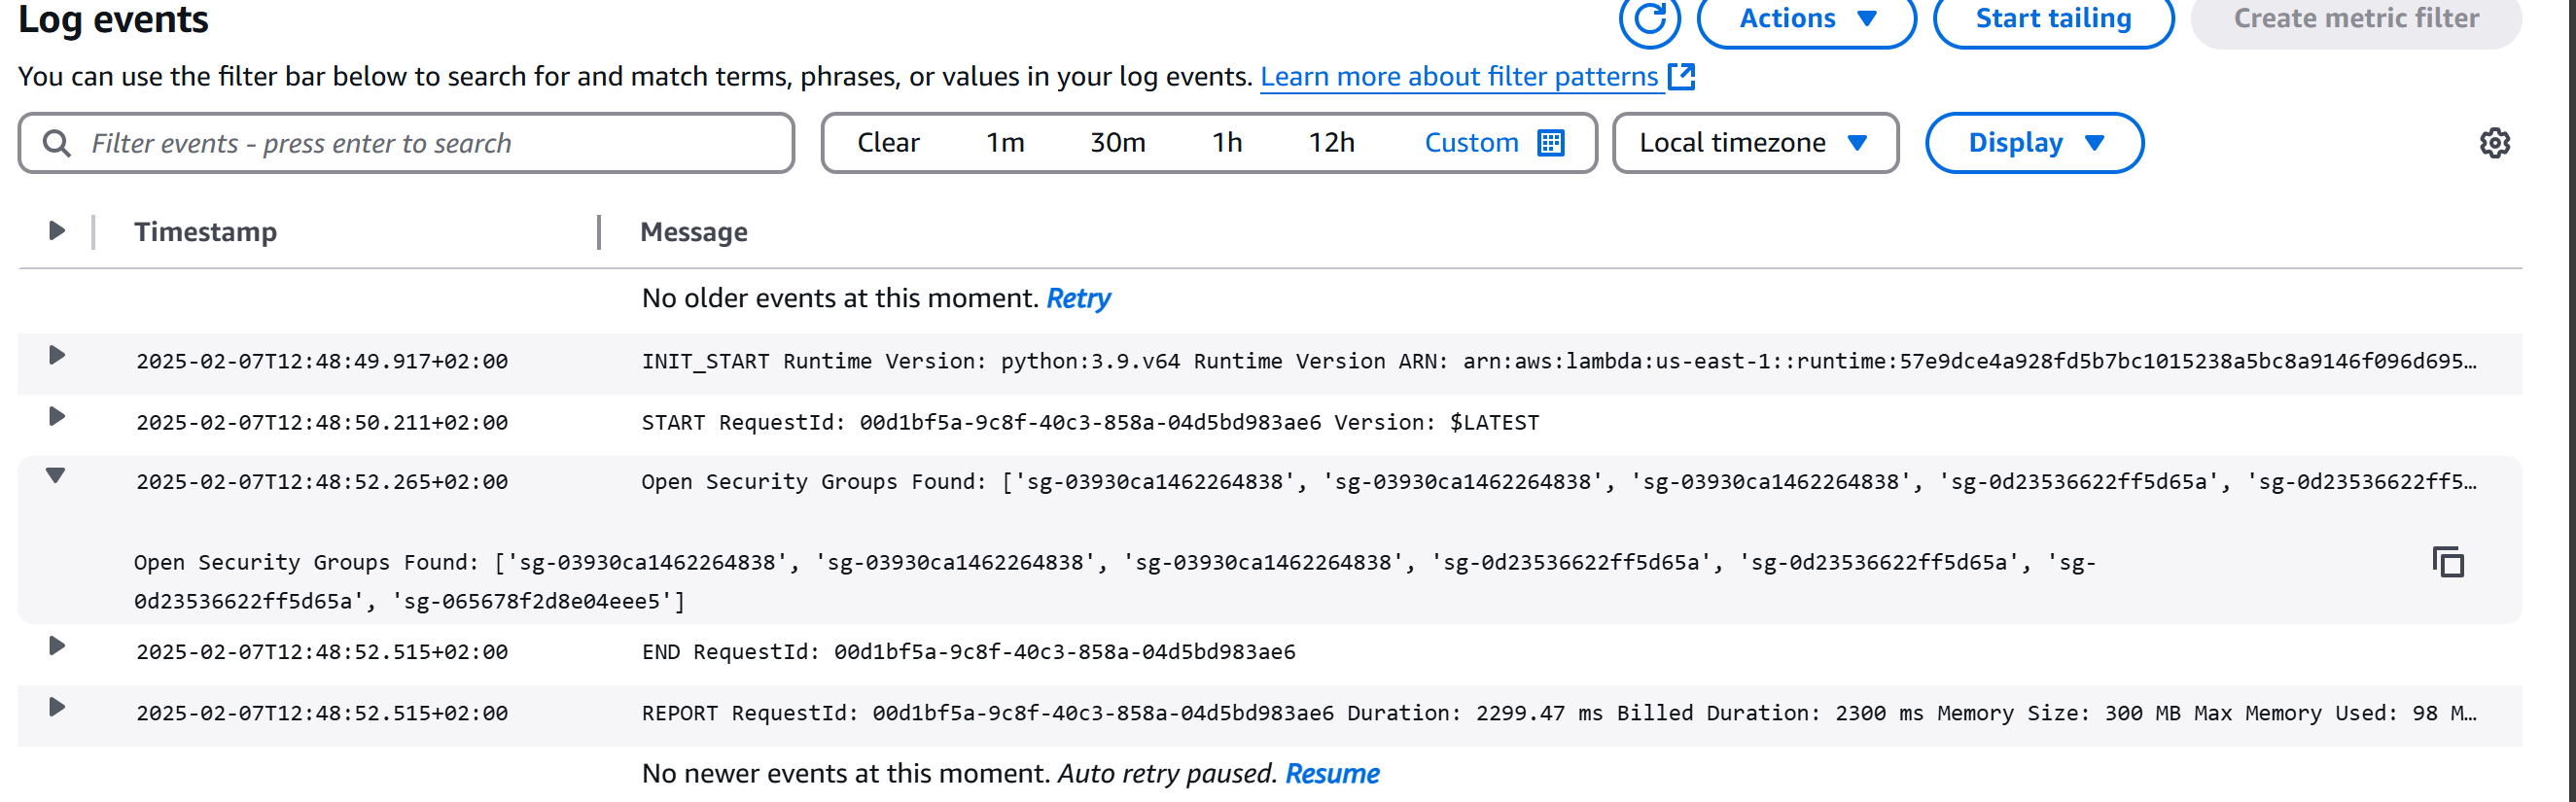 Log events
Actions
Start tailing
Create metric filter
You can use the filter bar below to search for and match terms, phrases, or values in your log events. Learn more about filter patterns
Filter events - press enter to search
Clear 1m 30m 1h 12h Custom
Local timezone
Display
Timestamp Message
No older events at this moment. Retry
2025-02-07T12:48:49.917+02:00 INIT_START Runtime Version: python:3.9.v64 Runtime Version ARN: arn:aws:lambda:us-east-1::runtime:57e9dce4a928fd5b7bc1015238a5bc8a9146f096d695…
2025-02-07T12:48:50.211+02:00 START RequestId: 00d1bf5a-9c8f-40c3-858a-04d5bd983ae6 Version: $LATEST
2025-02-07T12:48:52.265+02:00 Open Security Groups Found: ['sg-03930ca1462264838', 'sg-03930ca1462264838', 'sg-03930ca1462264838', 'sg-0d23536622ff5d65a', 'sg-0d23536622ff5…
Open Security Groups Found: ['sg-03930ca1462264838', 'sg-03930ca1462264838', 'sg-03930ca1462264838', 'sg-0d23536622ff5d65a', 'sg-0d23536622ff5d65a', 'sg-
0d23536622ff5d65a', 'sg-065678f2d8e04eee5']
2025-02-07T12:48:52.515+02:00 END RequestId: 00d1bf5a-9c8f-40c3-858a-04d5bd983ae6
2025-02-07T12:48:52.515+02:00 REPORT RequestId: 00d1bf5a-9c8f-40c3-858a-04d5bd983ae6 Duration: 2299.47 ms Billed Duration: 2300 ms Memory Size: 300 MB Max Memory Used: 98 M…
No newer events at this moment. Auto retry paused. Resume